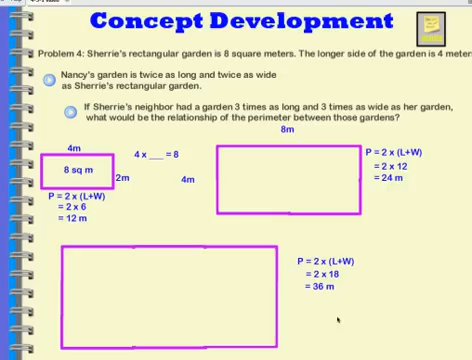 Concept Development
Problem 4: Sherrie's rectangular garden is 8 square meters. The longer side of the garden is 4 meter
Nancy's garden is twice as long and twice as wide
as Sherrie's rectangular garden.
If Sherrie's neighbor had a garden 3 times as long and 3 times as wide as her garden,
what would be the relationship of the perimeter between those gardens?
8m
4m
4 x ___ = 8
8 sq m
2m
4m
P = 2 x (L+W)
= 2 x 12
= 24 m
P = 2 x (L+W)
= 2 x 6
= 12 m
P = 2 x (L+W)
= 2 x 18
= 36 m